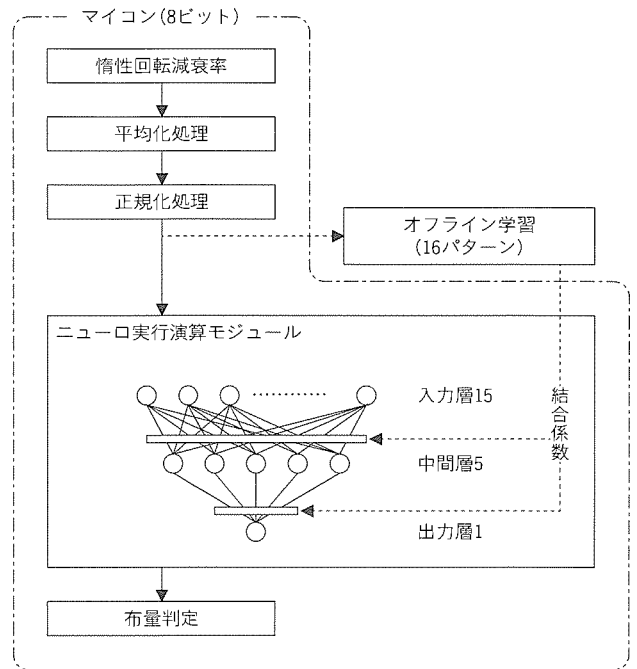 マイコン(8ビット)
惰性回転減衰率
平均化処理
正規化処理
オフライン学習
(16パターン)
ニューロ実行演算モジュール
入力層15
中間層5
出力層1
結合係数
布量判定